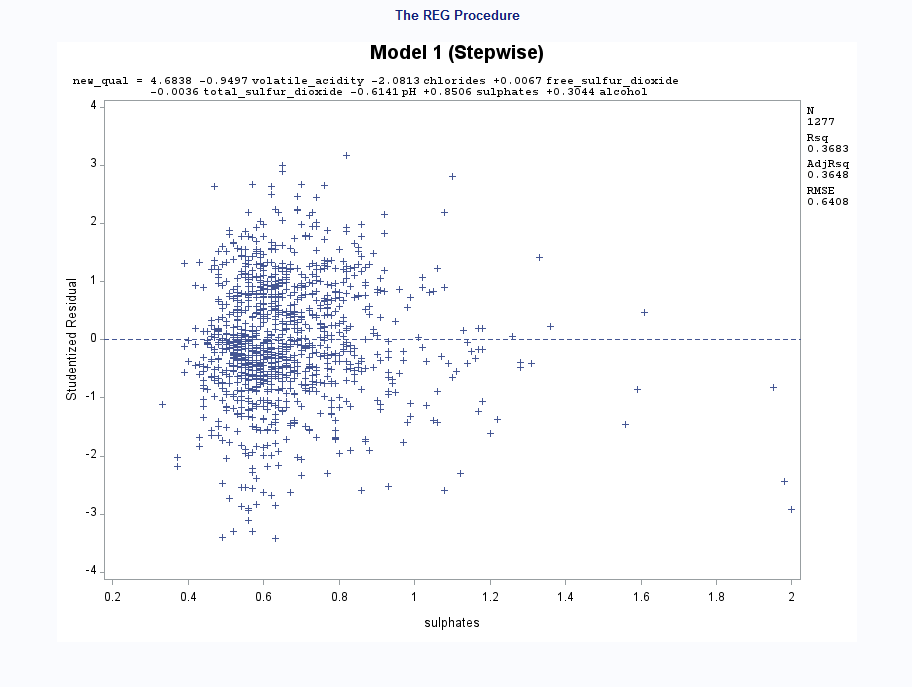 The REG Procedure
Model 1 (Stepwise)
new_qual = 4.6838 -0.9497 volatile_acidity -2.0813 chlorides +0.0067 free_sulfur_dioxide
-0.0036 total_sulfur_dioxide -0.6141 pH +0.8506 sulphates +0.3044 alcohol
N
1277
Rsq
0.3683
AdjRsq
0.3648
RMSE
0.6408
Studentized Residual
4
3
2
1
0
-1
-2
-3
-4
0.2 0.4 0.6 0.8 1 1.2 1.4 1.6 1.8 2
sulphates